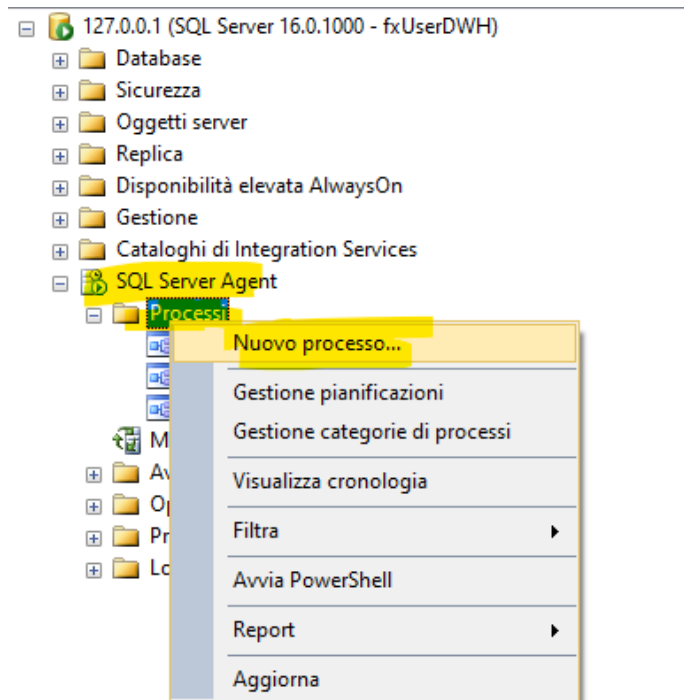 127.0.0.1 (SQL Server 16.0.1000 - fxUserDWH)
Database
Sicurezza
Oggetti server
Replica
Disponibilità elevata AlwaysOn
Gestione
Cataloghi di Integration Services
SQL Server Agent
Processi
Nuovo processo...
Gestione pianificazioni
Gestione categorie di processi
Visualizza cronologia
Filtra
Avvia PowerShell
Report
Aggiorna